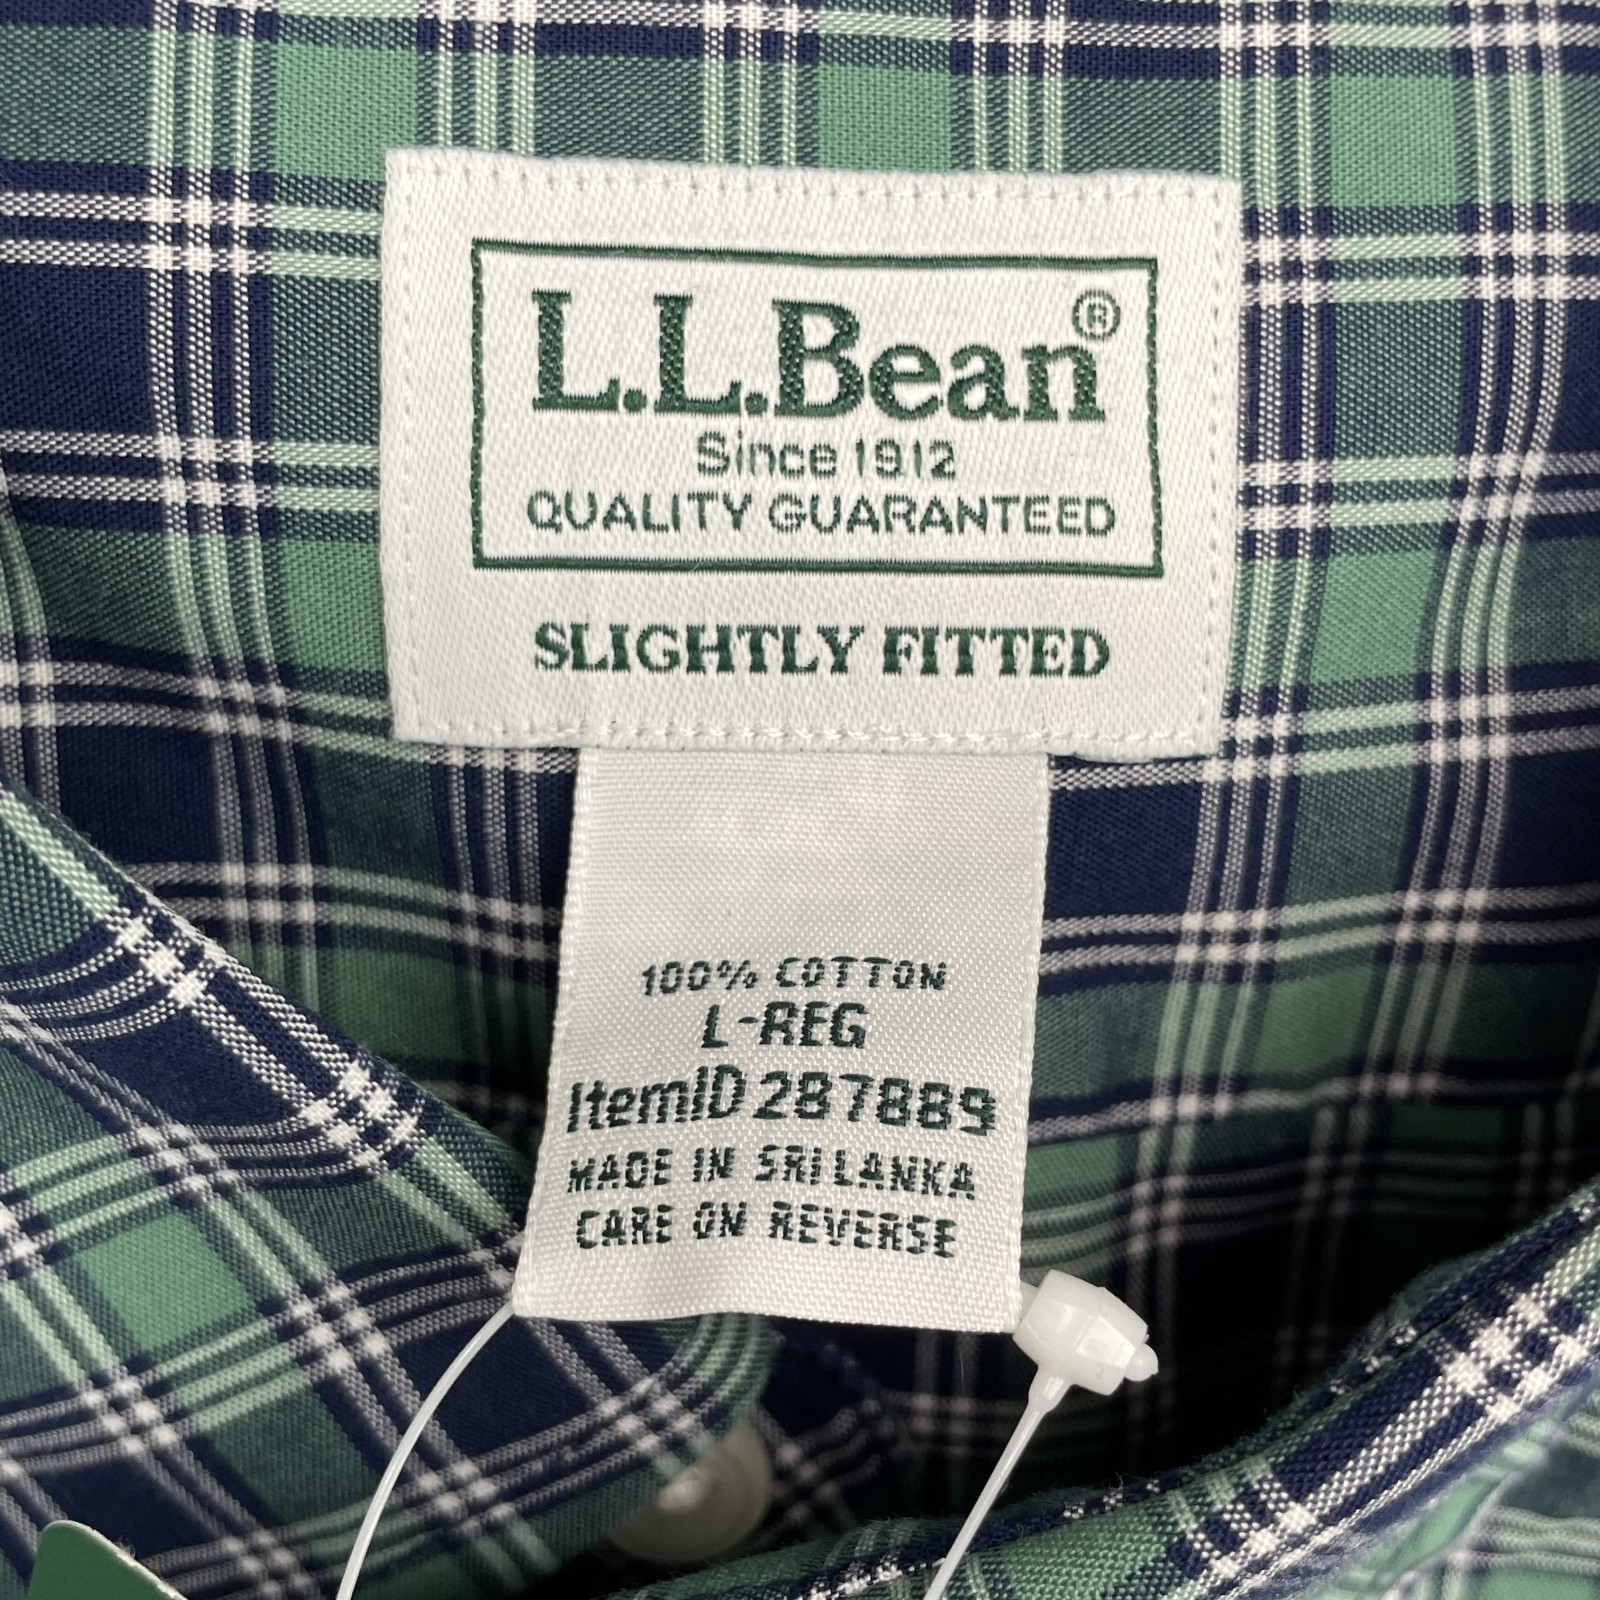 L.L.Bean®
Since 1912
QUALITY GUARANTEED
SLIGHTLY FITTED
100% COTTON
L-REG
ItemID 287889
MADE IN SRI LANKA
CARE ON REVERSE